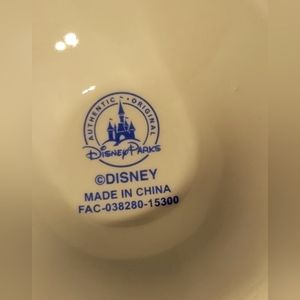 AUTHENTIC • ORIGINAL
Disney Parks
©DISNEY
MADE IN CHINA
FAC-038280-15300